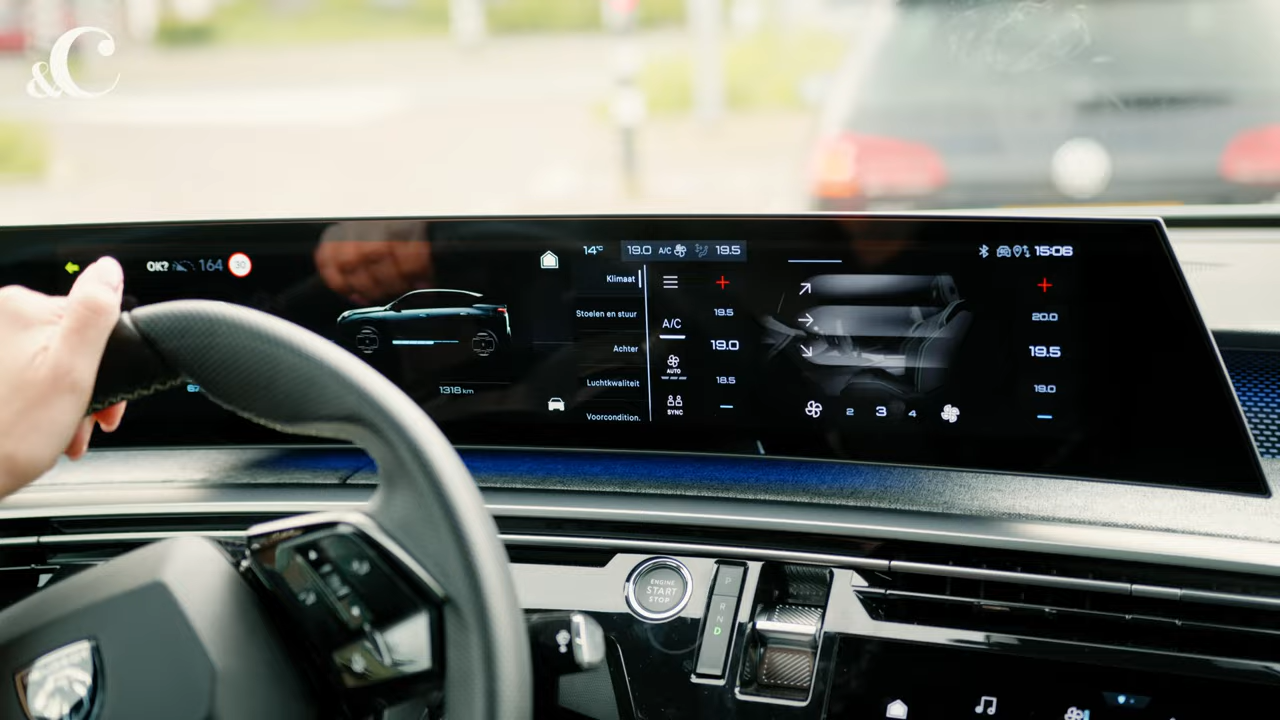 &C
OK? 164 30
14°C 19.0 A/C 19.5
15:06
Klimaat
Stoelen en stuur
Achter
Luchtkwaliteit
Voorcondition.
1318 km
A/C
AUTO
SYNC
19.5
19.0
18.5
2 3 4
20.0
19.5
19.0
ENGINE
START
STOP
P
R
N
D